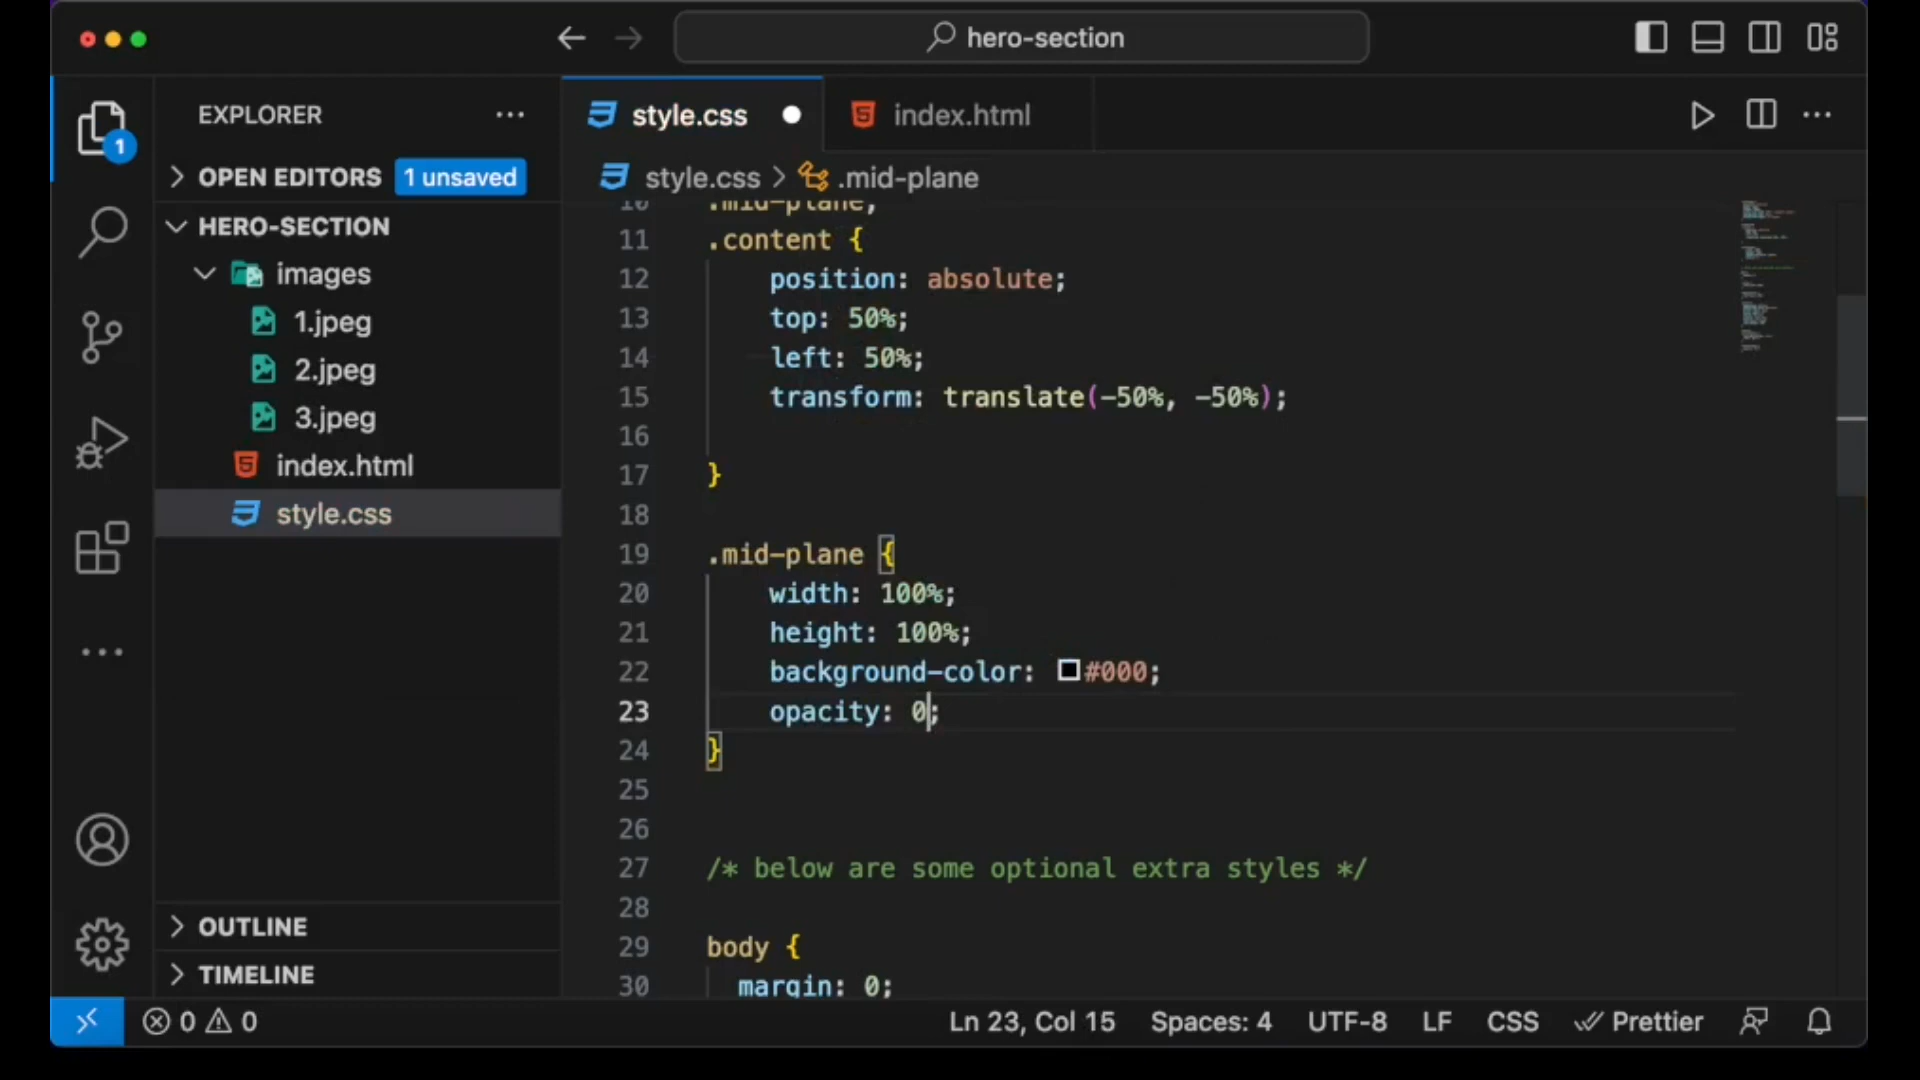 hero-section
EXPLORER
style.css
index.html
1
OPEN EDITORS 1 unsaved
style.css > .mid-plane
HERO-SECTION
images
1.jpeg
2.jpeg
3.jpeg
index.html
style.css
OUTLINE
TIMELINE
10 .mid-plane,
11 .content {
12 position: absolute;
13 top: 50%;
14 left: 50%;
15 transform: translate(-50%, -50%);
16
17 }
18
19 .mid-plane {
20 width: 100%;
21 height: 100%;
22 background-color: #000;
23 opacity: 0;
24 }
25
26
27 /* below are some optional extra styles */
28
29 body {
30 margin: 0;
0 0 Ln 23, Col 15 Spaces: 4 UTF-8 LF CSS Prettier